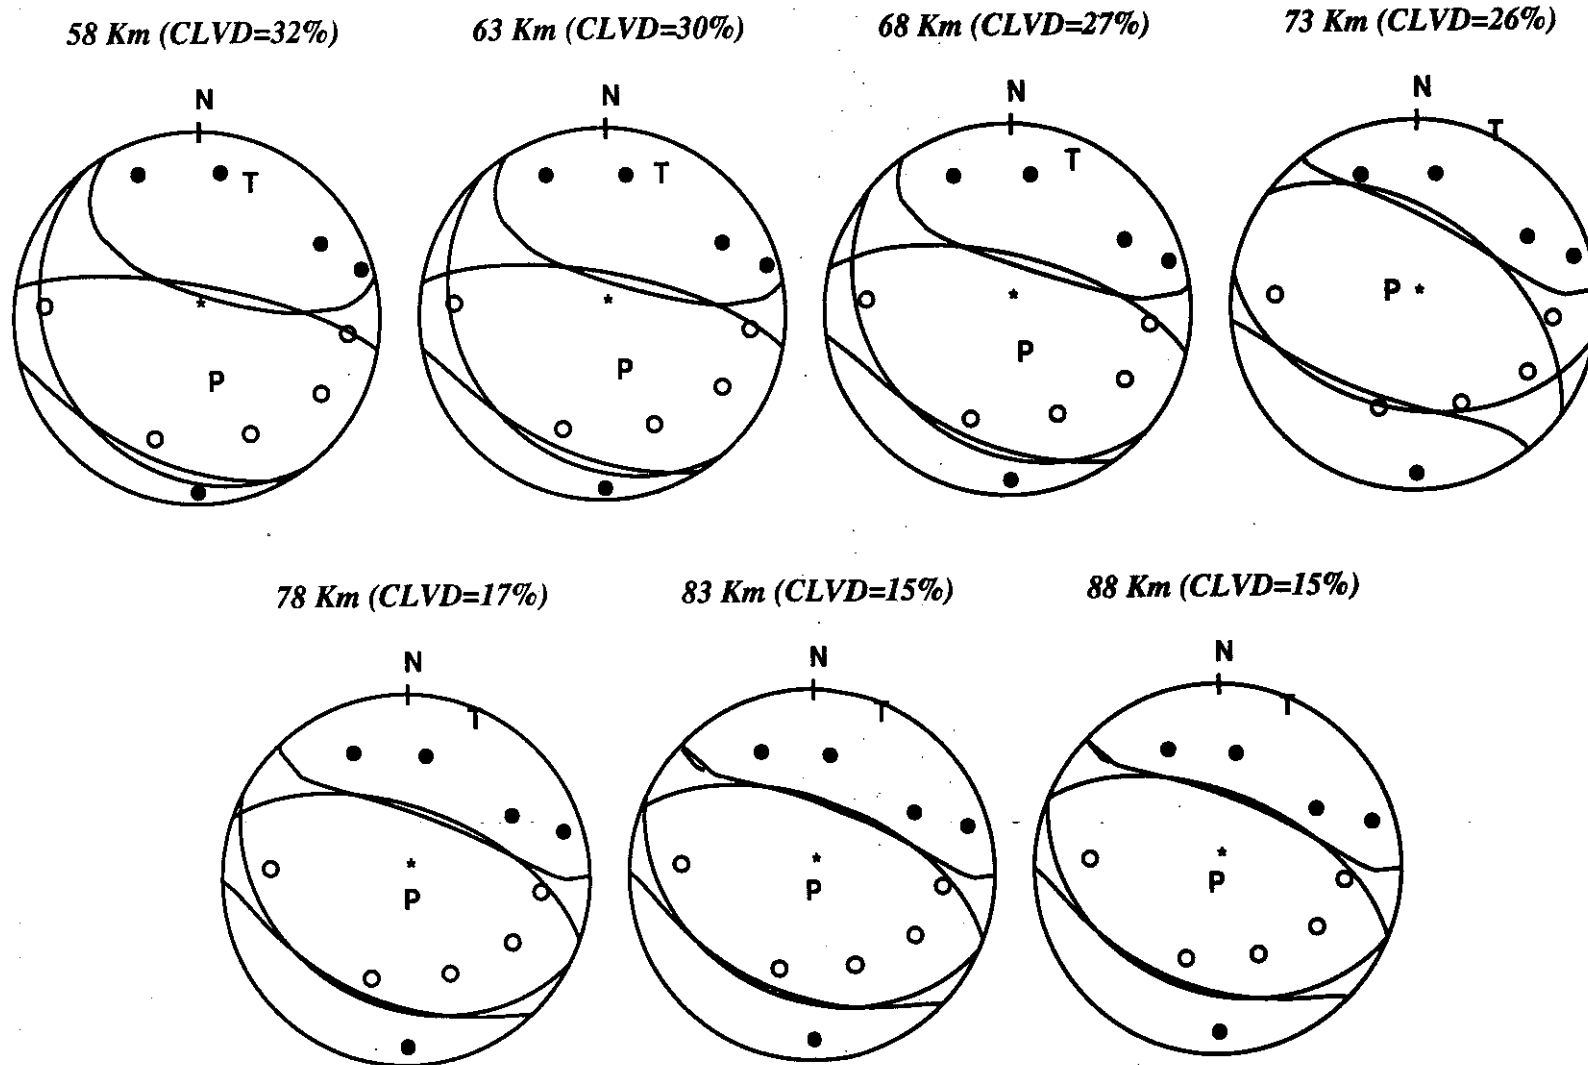 58 Km (CLVD=32%)
63 Km (CLVD=30%)
68 Km (CLVD=27%)
73 Km (CLVD=26%)
N
N
N
N
T
T
T
T
*
*
*
P *
P
P
P
78 Km (CLVD=17%)
83 Km (CLVD=15%)
88 Km (CLVD=15%)
N
N
N
T
T
T
*
*
*
P
P
P